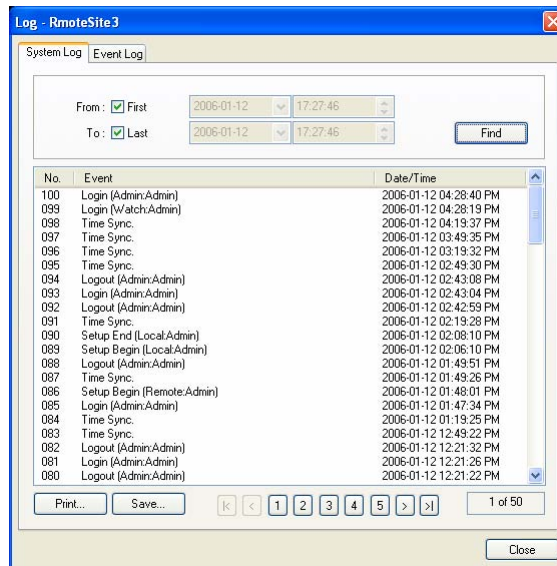 Log - RmoteSite3
System Log Event Log
From : First 2006-01-12 17:27:46
To : Last 2006-01-12 17:27:46
Find
No. Event Date/Time
100 Login (Admin:Admin) 2006-01-12 04:28:40 PM
099 Login (Watch:Admin) 2006-01-12 04:28:19 PM
098 Time Sync. 2006-01-12 04:19:37 PM
097 Time Sync. 2006-01-12 03:49:35 PM
096 Time Sync. 2006-01-12 03:19:32 PM
095 Time Sync. 2006-01-12 02:49:30 PM
094 Logout (Admin:Admin) 2006-01-12 02:43:08 PM
093 Login (Admin:Admin) 2006-01-12 02:43:04 PM
092 Logout (Admin:Admin) 2006-01-12 02:42:59 PM
091 Time Sync. 2006-01-12 02:19:28 PM
090 Setup End (Local:Admin) 2006-01-12 02:08:10 PM
089 Setup Begin (Local:Admin) 2006-01-12 02:06:10 PM
088 Logout (Admin:Admin) 2006-01-12 01:49:51 PM
087 Time Sync. 2006-01-12 01:49:26 PM
086 Setup Begin (Remote:Admin) 2006-01-12 01:48:01 PM
085 Login (Admin:Admin) 2006-01-12 01:47:34 PM
084 Time Sync. 2006-01-12 01:19:25 PM
083 Time Sync. 2006-01-12 12:49:22 PM
082 Logout (Admin:Admin) 2006-01-12 12:21:32 PM
081 Login (Admin:Admin) 2006-01-12 12:21:26 PM
080 Logout (Admin:Admin) 2006-01-12 12:21:22 PM
Print... Save... |< < 1 2 3 4 5 > >| 1 of 50
Close